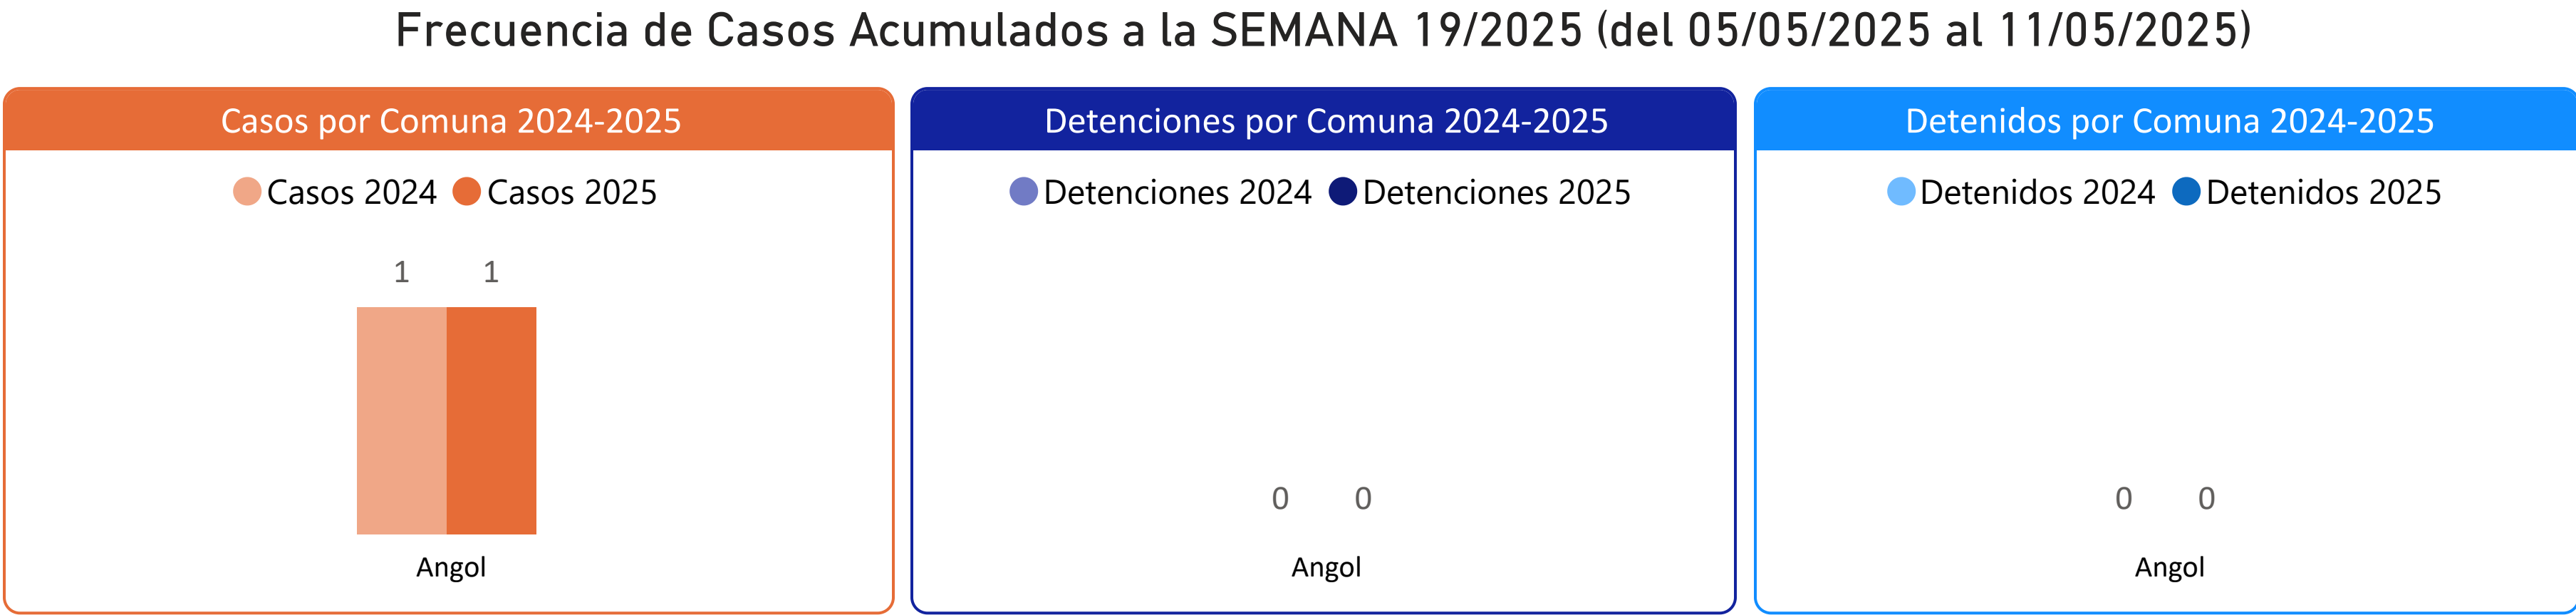 Frecuencia de Casos Acumulados a la SEMANA 19/2025 (del 05/05/2025 al 11/05/2025)
Casos por Comuna 2024-2025
Casos 2024 Casos 2025
1 1
Angol
Detenciones por Comuna 2024-2025
Detenciones 2024 Detenciones 2025
0 0
Angol
Detenidos por Comuna 2024-2025
Detenidos 2024 Detenidos 2025
0 0
Angol